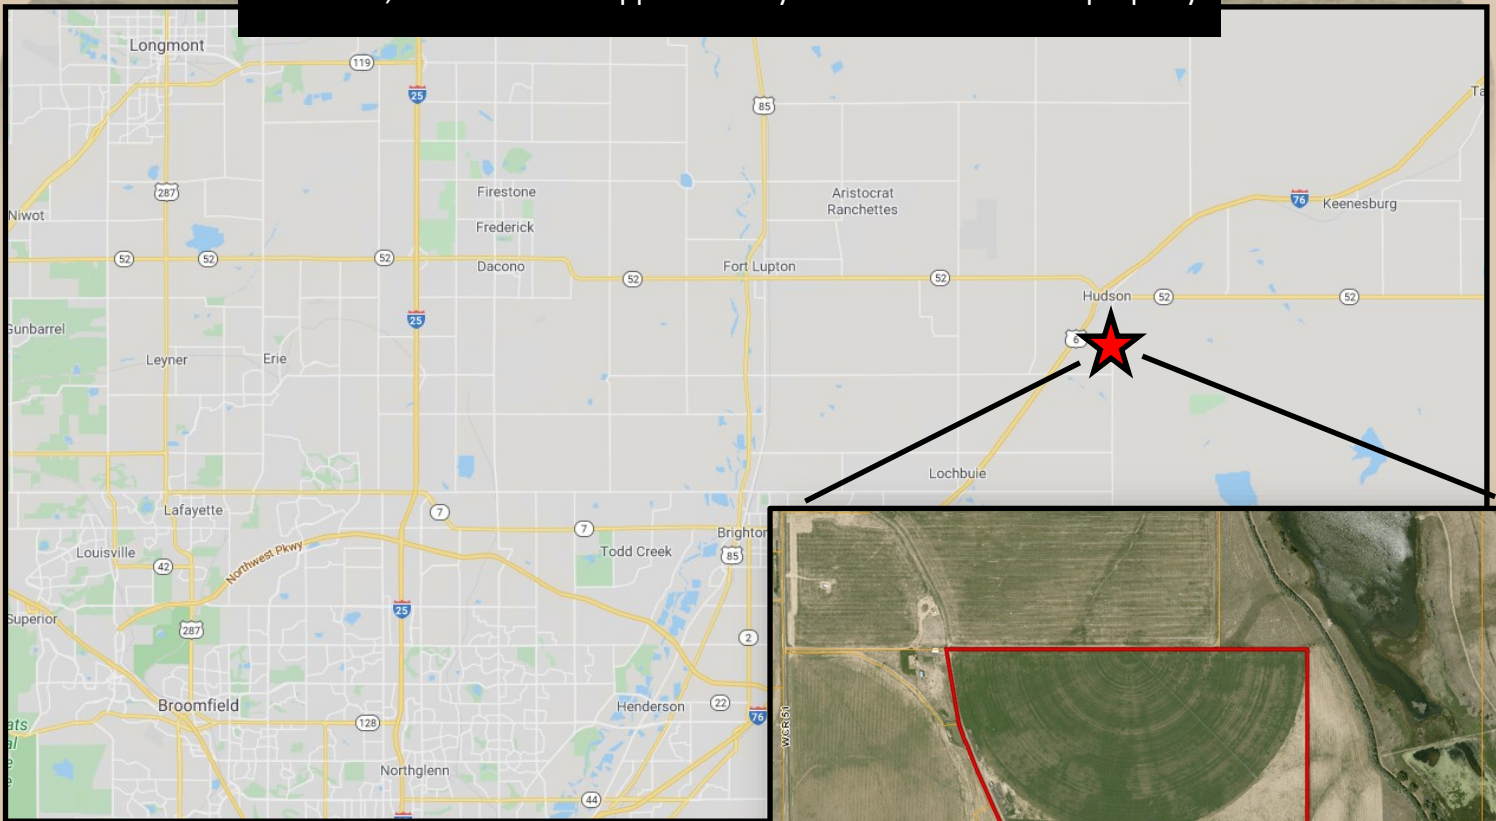 Longmont
119
25
85
Ta
Firestone
Aristocrat
Ranchettes
287
76
Keenesburg
Niwot
Frederick
52
52
52
Dacono
Fort Lupton
52
52
Hudson
52
52
25
Gunbarrel
6
Leyner
Erie
Lochbuie
Lafayette
7
7
Brighton
Louisville
Todd Creek
85
42
Northwest Pkwy
25
Superior
287
2
Broomfield
Henderson
22
76
128
ats
al
e
Northglenn
44
WCR 51